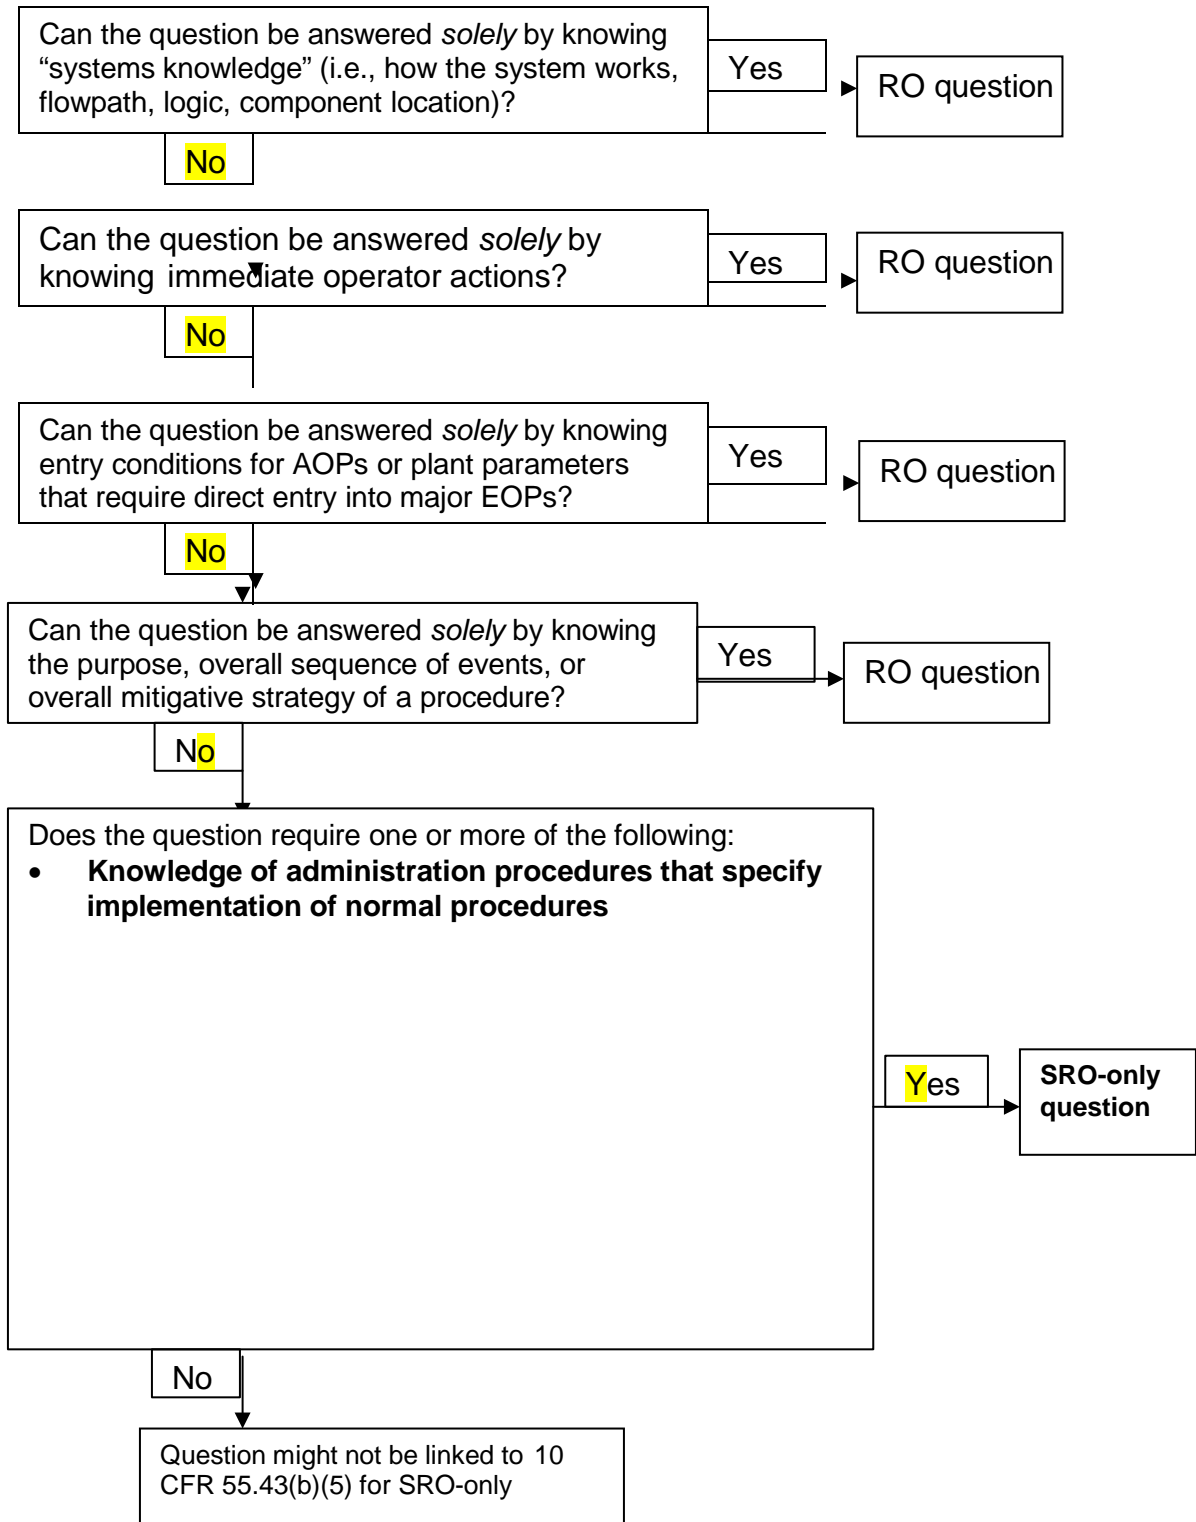 Can the question be answered solely by knowing
“systems knowledge” (i.e., how the system works,
flowpath, logic, component location)?
Yes
RO question
No
Can the question be answered solely by
knowing immediate operator actions?
Yes
RO question
No
Can the question be answered solely by knowing
entry conditions for AOPs or plant parameters
that require direct entry into major EOPs?
Yes
RO question
No
Can the question be answered solely by knowing
the purpose, overall sequence of events, or
overall mitigative strategy of a procedure?
Yes
RO question
No
Does the question require one or more of the following:
• Knowledge of administration procedures that specify
implementation of normal procedures
Yes
SRO-only
question
No
Question might not be linked to 10
CFR 55.43(b)(5) for SRO-only